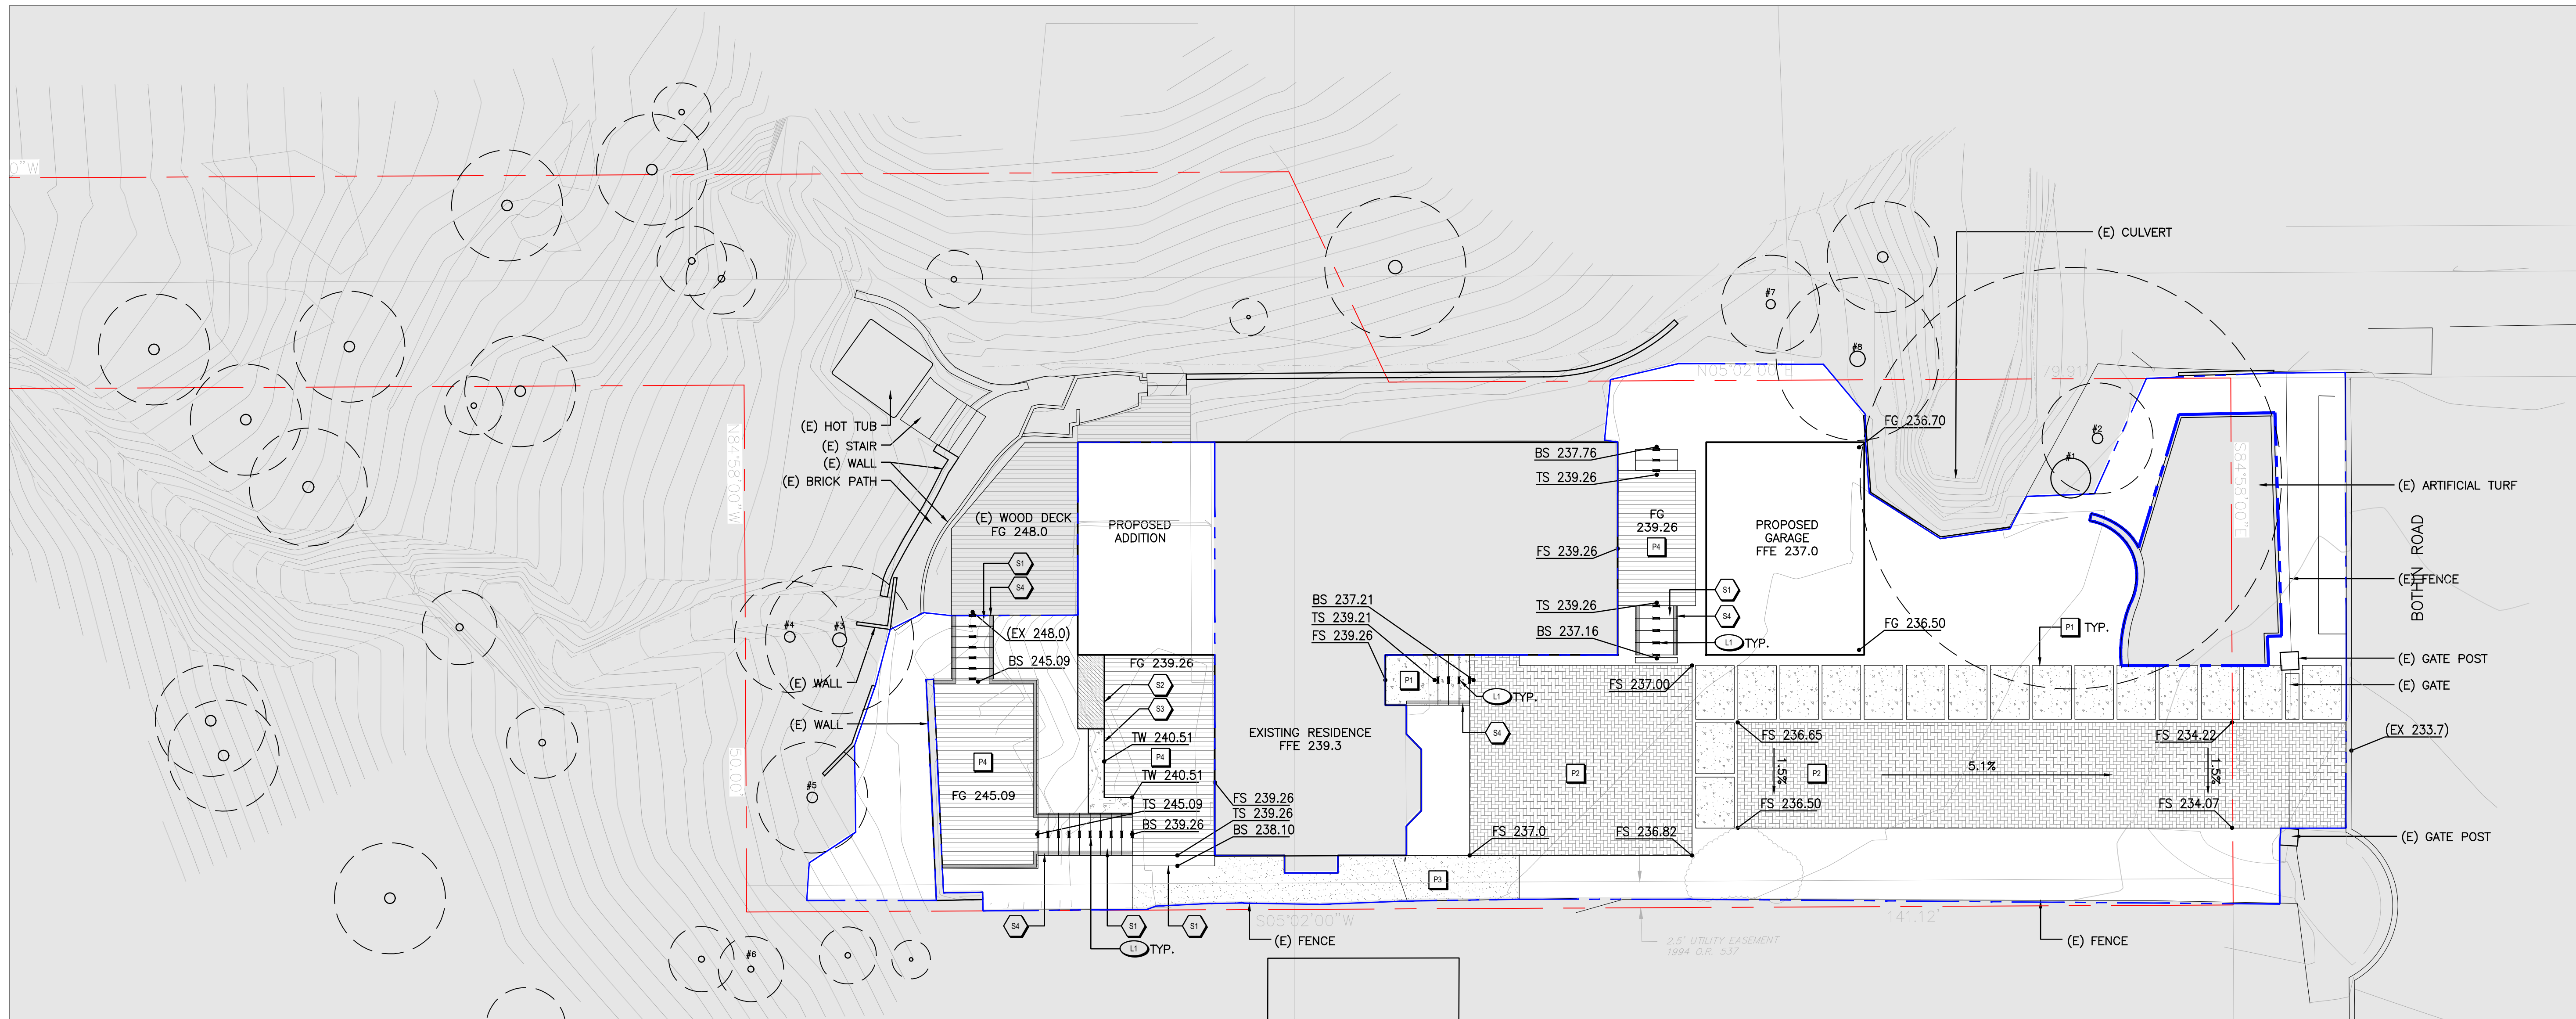 0"W
(E) CULVERT
#7
#8
N05°02'00"E
79.91'
(E) HOT TUB
(E) STAIR
(E) WALL
(E) BRICK PATH
N84°58'00"W
(E) WOOD DECK
FG 248.0
PROPOSED
ADDITION
BS 237.76
TS 239.26
FG
239.26
P4
FS 239.26
PROPOSED
GARAGE
FFE 237.0
FG 236.70
#2
#1
S84°58'00"E
(E) ARTIFICIAL TURF
BOTHIN ROAD
(E) FENCE
S1
S4
BS 237.21
TS 239.21
FS 239.26
TS 239.26
BS 237.16
S1
S4
L1 TYP.
FG 236.50
P1 TYP.
#4
#3
(EX 248.0)
BS 245.09
FG 239.26
(E) WALL
S2
S3
P1
L1 TYP.
S4
FS 237.00
(E) GATE POST
(E) GATE
(E) WALL
TW 240.51
P4
EXISTING RESIDENCE
FFE 239.3
FS 236.65
FS 234.22
(EX 233.7)
P4
P2
P2
1.5%
5.1%
1.5%
50.00'
#5
FG 245.09
TW 240.51
TS 245.09
BS 239.26
FS 239.26
TS 239.26
BS 238.10
FS 237.0
FS 236.82
FS 236.50
FS 234.07
(E) GATE POST
P3
S4
S1
L1 TYP.
S1
S05°02'00"W
141.12'
(E) FENCE
2.5' UTILITY EASEMENT
1994 O.R. 537
(E) FENCE
#6